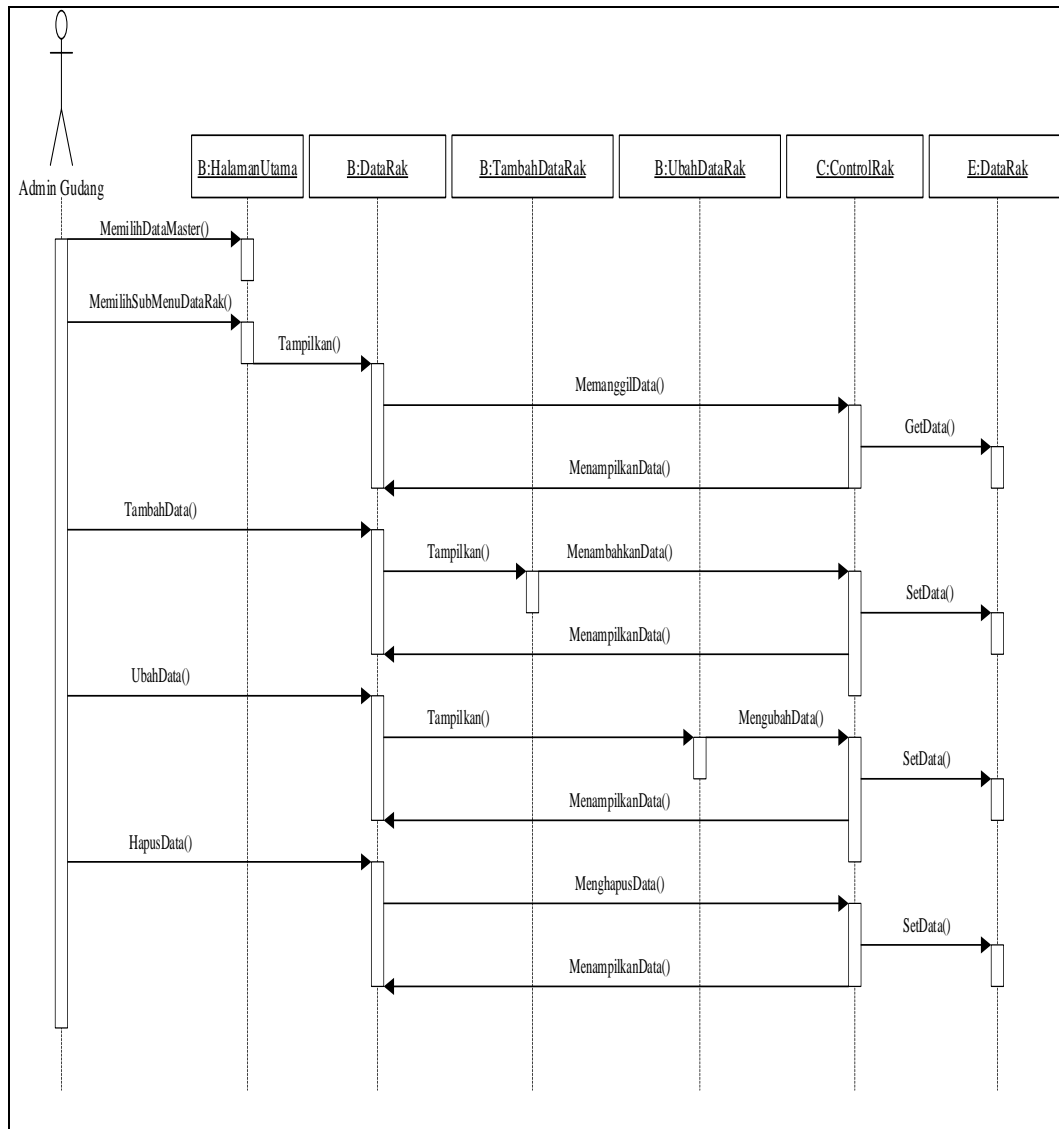 Admin Gudang
B:HalamanUtama
B:DataRak
B:TambahDataRak
B:UbahDataRak
C:ControlRak
E:DataRak
MemilihDataMaster()
MemilihSubMenuDataRak()
Tampilkan()
MemanggilData()
GetData()
MenampilkanData()
TambahData()
Tampilkan()
MenambahkanData()
SetData()
MenampilkanData()
UbahData()
Tampilkan()
MengubahData()
SetData()
MenampilkanData()
HapusData()
MenghapusData()
SetData()
MenampilkanData()